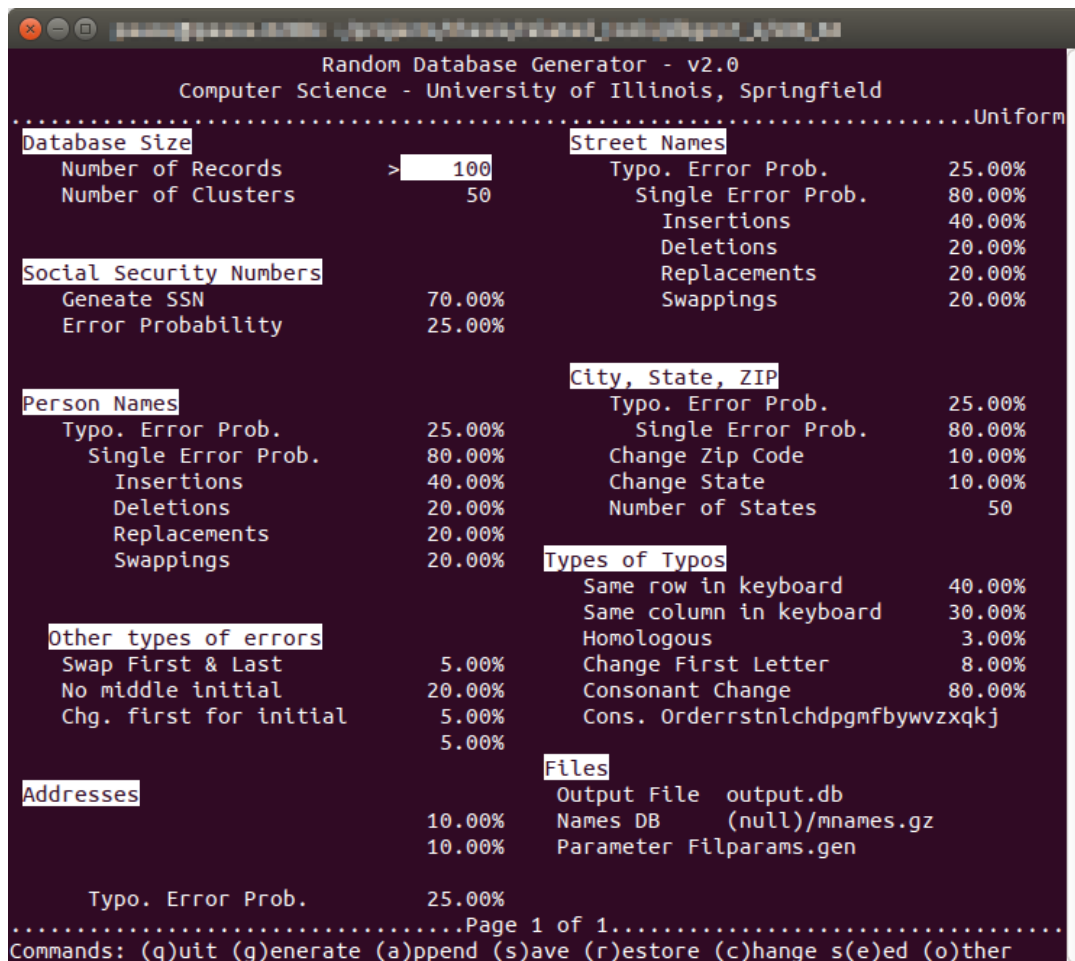 Random Database Generator - v2.0
Computer Science - University of Illinois, Springfield
..........................................................................Uniform
Database Size Street Names
Number of Records > 100 Typo. Error Prob. 25.00%
Number of Clusters 50 Single Error Prob. 80.00%
Insertions 40.00%
Deletions 20.00%
Social Security Numbers Replacements 20.00%
Geneate SSN 70.00% Swappings 20.00%
Error Probability 25.00%
City, State, ZIP
Person Names Typo. Error Prob. 25.00%
Typo. Error Prob. 25.00% Single Error Prob. 80.00%
Single Error Prob. 80.00% Change Zip Code 10.00%
Insertions 40.00% Change State 10.00%
Deletions 20.00% Number of States 50
Replacements 20.00%
Swappings 20.00% Types of Typos
Same row in keyboard 40.00%
Same column in keyboard 30.00%
Other types of errors Homologous 3.00%
Swap First & Last 5.00% Change First Letter 8.00%
No middle initial 20.00% Consonant Change 80.00%
Chg. first for initial 5.00% Cons. Orderrstnlchdpgmfbywvzxqkj
5.00%
Files
Addresses Output File output.db
10.00% Names DB (null)/mnames.gz
10.00% Parameter Filparams.gen
Typo. Error Prob. 25.00%
...................................Page 1 of 1...................................
Commands: (q)uit (g)enerate (a)ppend (s)ave (r)estore (c)hange s(e)ed (o)ther